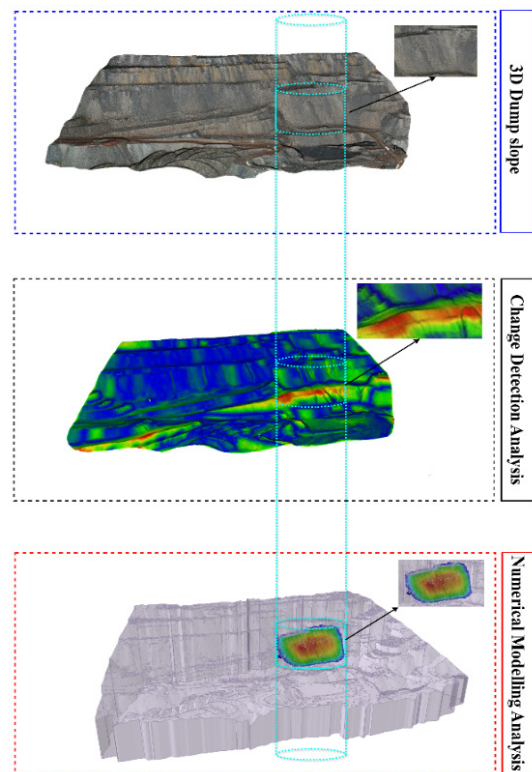 3D Dump slope
Change Detection Analysis
Numerical Modelling Analysis